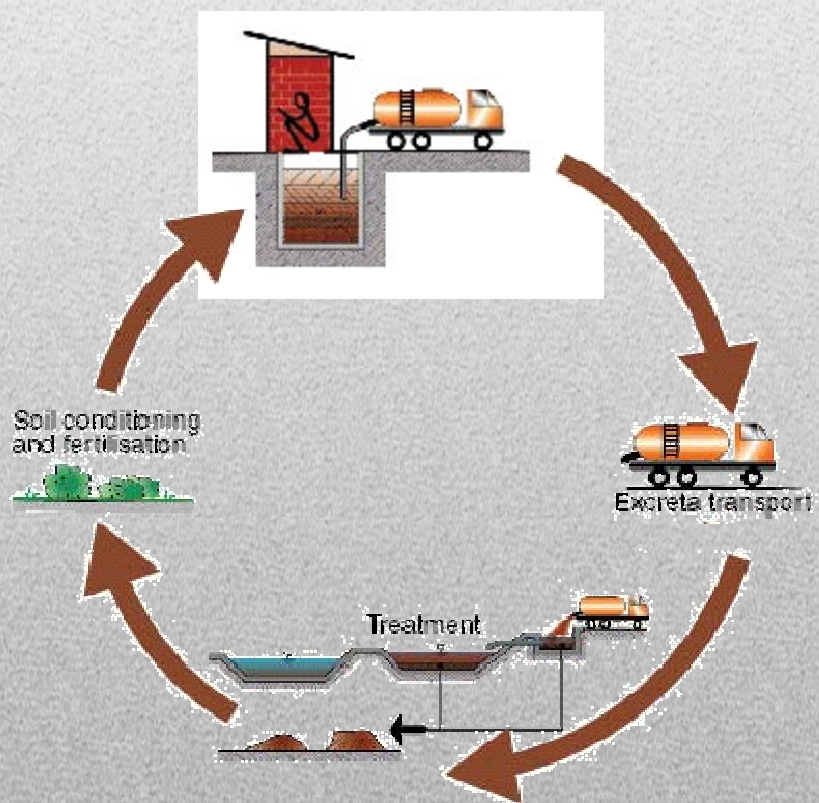 Soil conditioning
and fertilisation
Excreta transport
Treatment